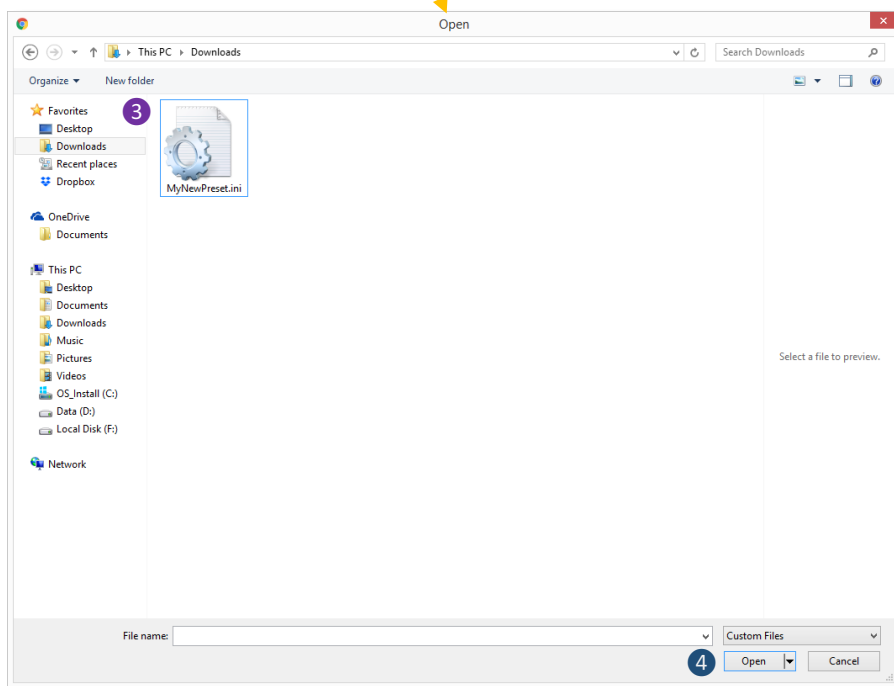 Open
This PC Downloads
Search Downloads
Organize New folder
Favorites
Desktop
Downloads
Recent places
Dropbox
OneDrive
Documents
This PC
Desktop
Documents
Downloads
Music
Pictures
Videos
OS_Install (C:)
Data (D:)
Local Disk (F:)
Network
3
MyNewPreset.ini
Select a file to preview.
File name: Custom Files
4 Open Cancel